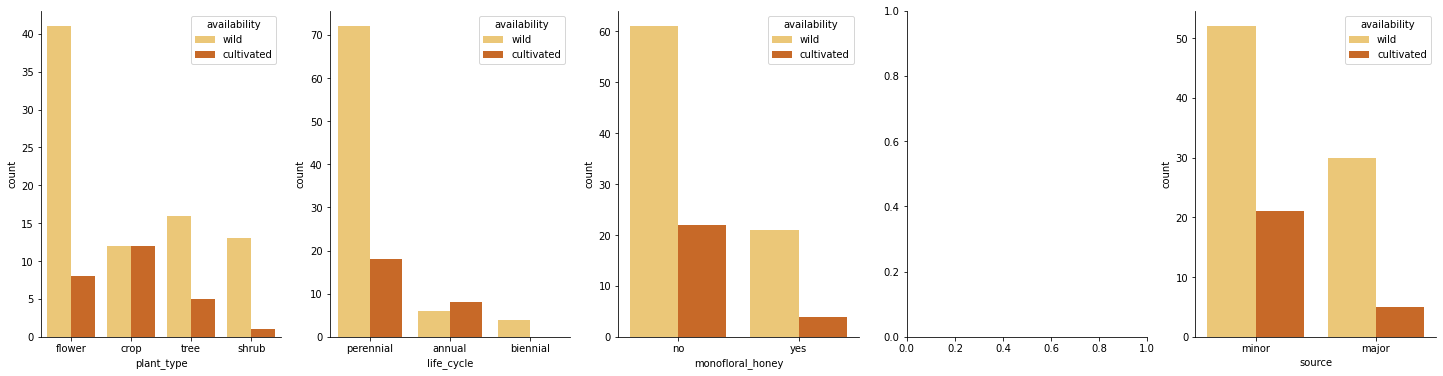 availability
wild
cultivated
40
35
30
25
20
15
10
5
0
count
flower crop tree shrub
plant_type
availability
wild
cultivated
70
60
50
40
30
20
10
0
count
perennial annual biennial
life_cycle
availability
wild
cultivated
60
50
40
30
20
10
0
count
no yes
monofloral_honey
1.0
0.8
0.6
0.4
0.2
0.0
0.0 0.2 0.4 0.6 0.8 1.0
availability
wild
cultivated
50
40
30
20
10
0
count
minor major
source